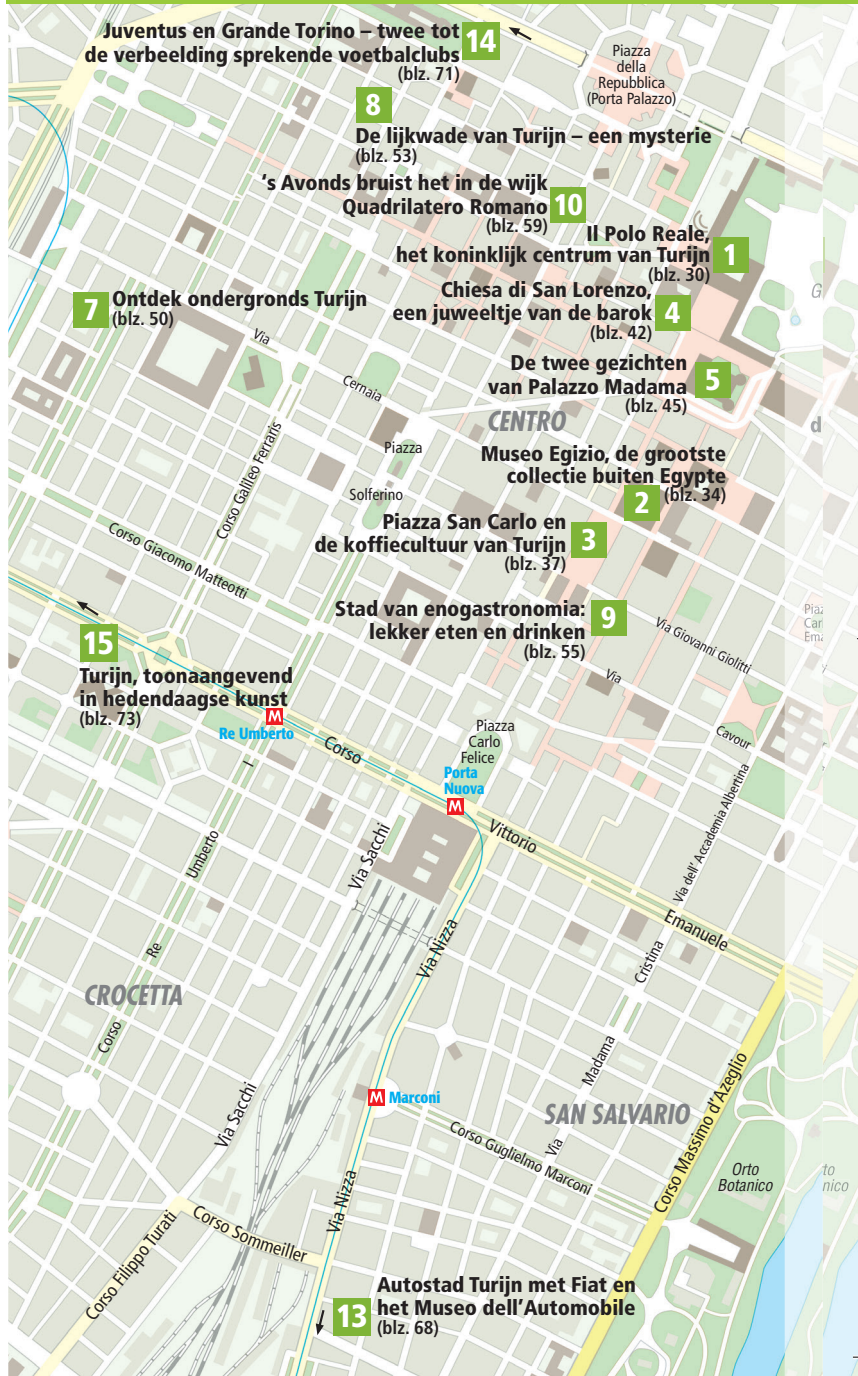 Juventus en Grande Torino – twee tot
de verbeelding sprekende voetbalclubs
(blz. 71)
14
Piazza
della
Repubblica
(Porta Palazzo)
8
De lijkwade van Turijn – een mysterie
(blz. 53)
's Avonds bruist het in de wijk
Quadrilatero Romano
(blz. 59)
10
Il Polo Reale,
het koninklijk centrum van Turijn
(blz. 30)
1
G
7
Ontdek ondergronds Turijn
(blz. 50)
Chiesa di San Lorenzo,
een juweeltje van de barok
(blz. 42)
4
Via
Cernaia
De twee gezichten
van Palazzo Madama
(blz. 45)
5
CENTRO
d
Piazza
Solferino
Corso Galileo Ferraris
Museo Egizio, de grootste
collectie buiten Egypte
(blz. 34)
2
Piazza San Carlo en
de koffiecultuur van Turijn
(blz. 37)
3
Corso Giacomo Matteotti
Stad van enogastronomia:
lekker eten en drinken
(blz. 55)
9
Via Giovanni Giolitti
Piaz
Carl
Ema
15
Turijn, toonaangevend
in hedendaagse kunst
(blz. 73)
Via
Cavour
M
Re Umberto
Corso
Piazza
Carlo
Felice
Porta
Nuova
M
Vittorio
Emanuele
Via dell'Accademia Albertina
I
Umberto
Re
Corso
Via Sacchi
Via Nizza
Cristina
Madama
Via
CROCETTA
Via Sacchi
M Marconi
SAN SALVARIO
Corso Guglielmo Marconi
Corso Massimo d'Azeglio
Orto
Botanico
to
nico
Via Nizza
Corso Filippo Turati
Corso Sommeiller
13
Autostad Turijn met Fiat en
het Museo dell'Automobile
(blz. 68)